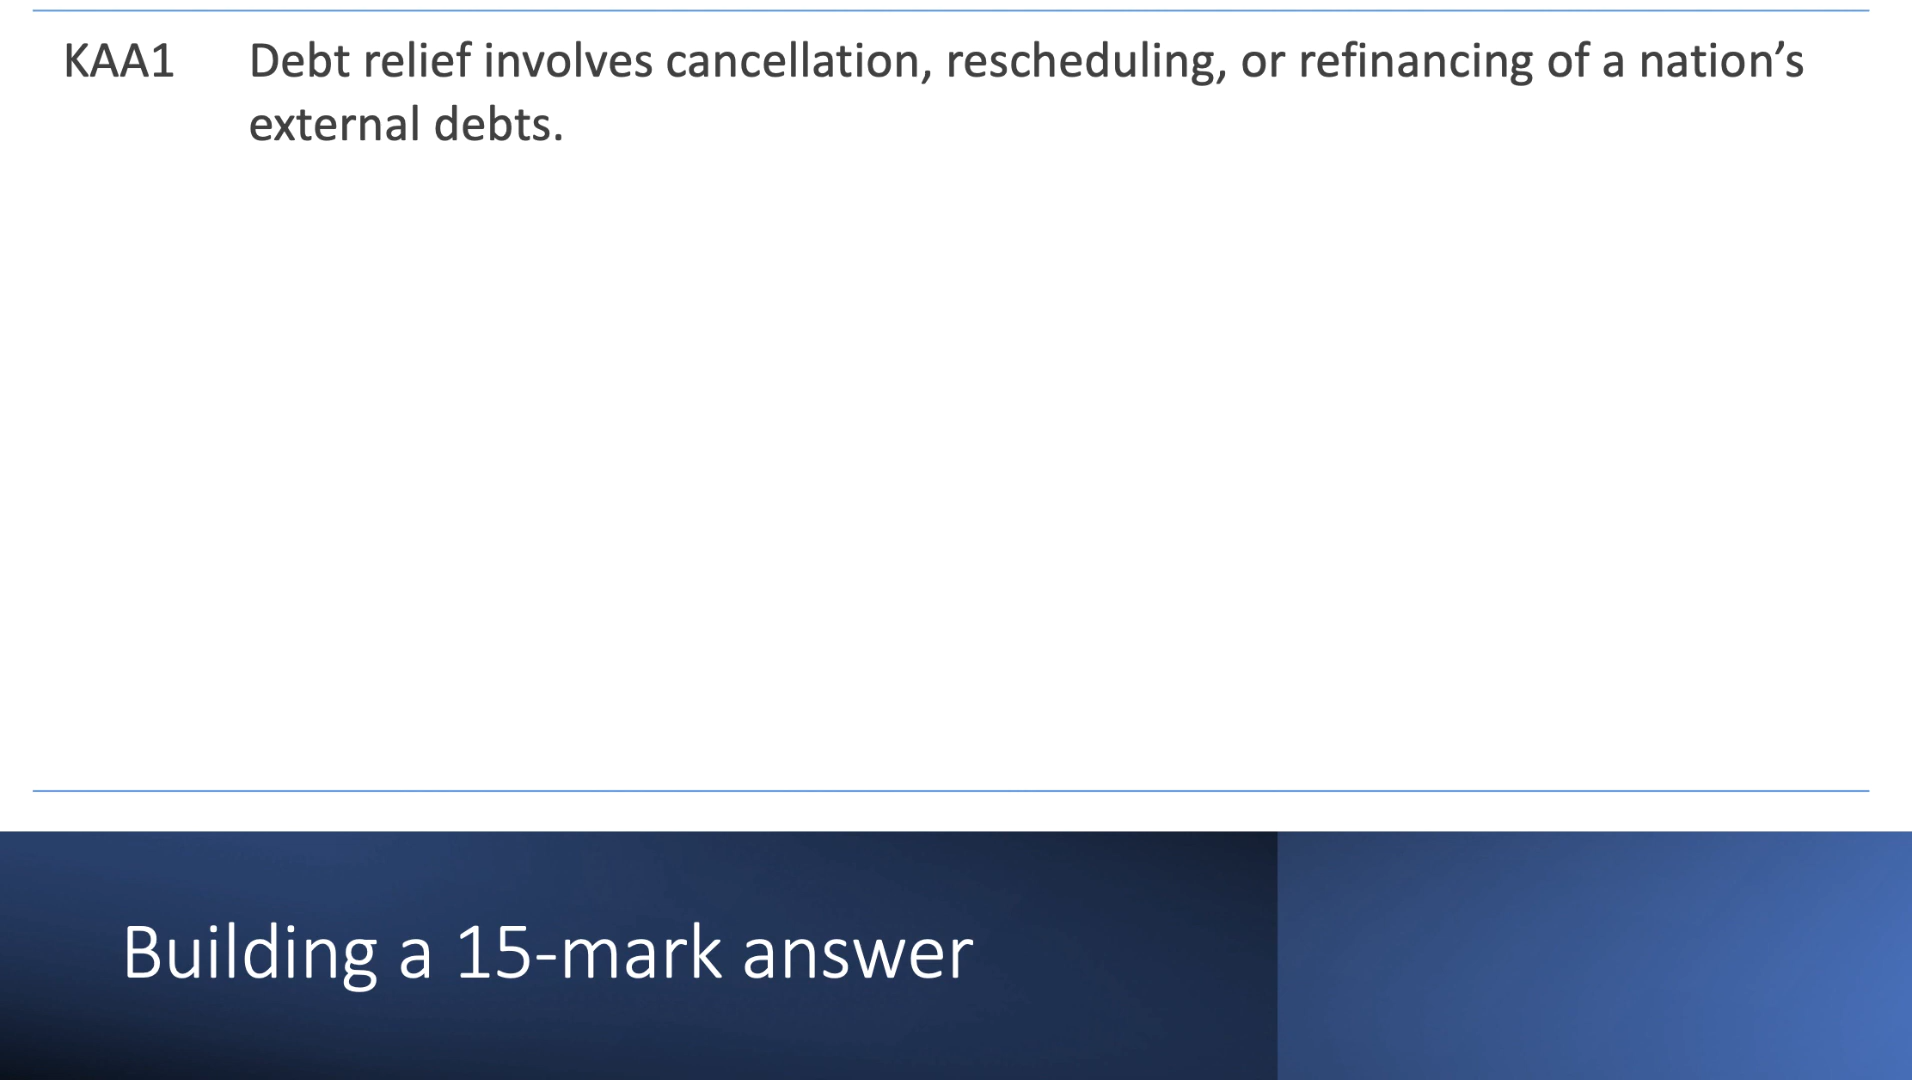 KAA1 Debt relief involves cancellation, rescheduling, or refinancing of a nation’s
external debts.
Building a 15-mark answer